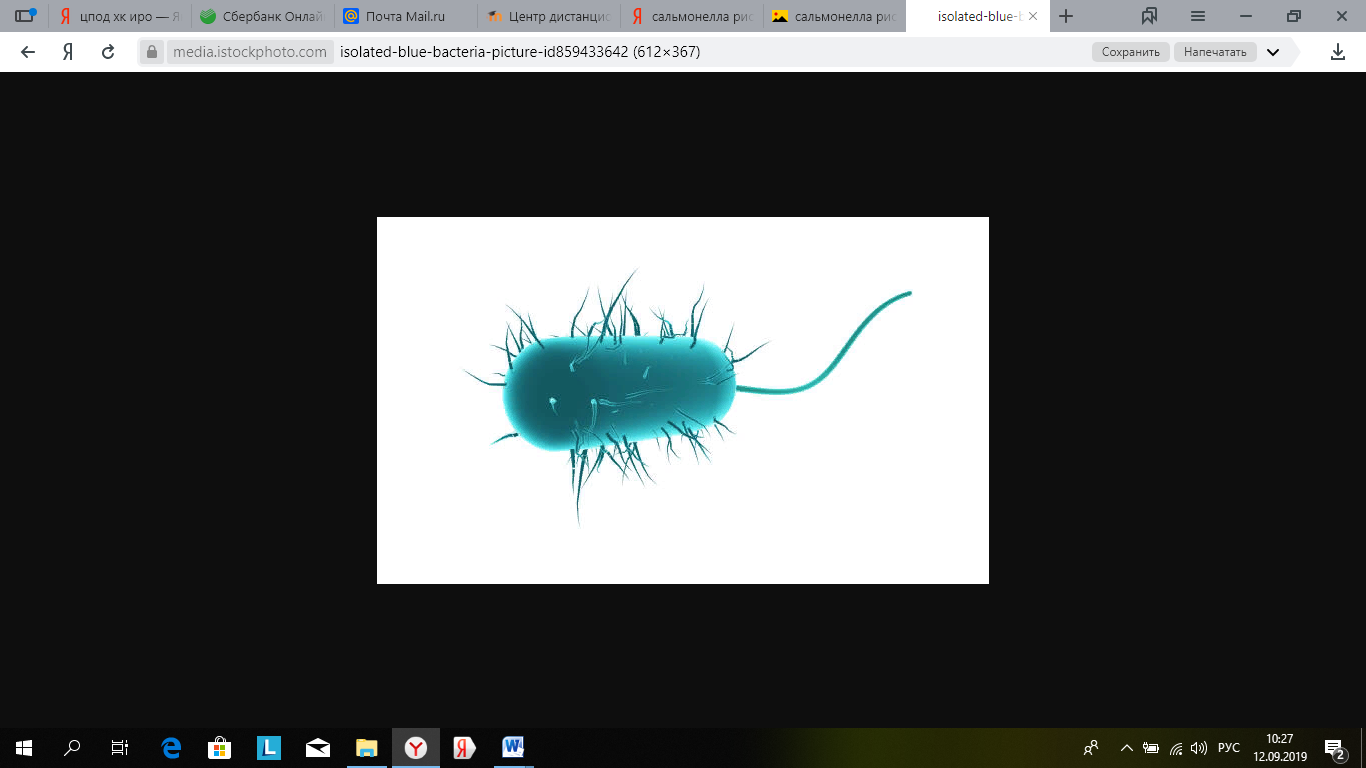 цпод хк иро — Я
Сбербанк Онлай
Почта Mail.ru
Центр дистанцио
сальмонелла рис
сальмонелла рис
isolated-blue-b
media.istockphoto.com
isolated-blue-bacteria-picture-id859433642 (612×367)
Сохранить
Напечатать
РУС
10:27
12.09.2019
2